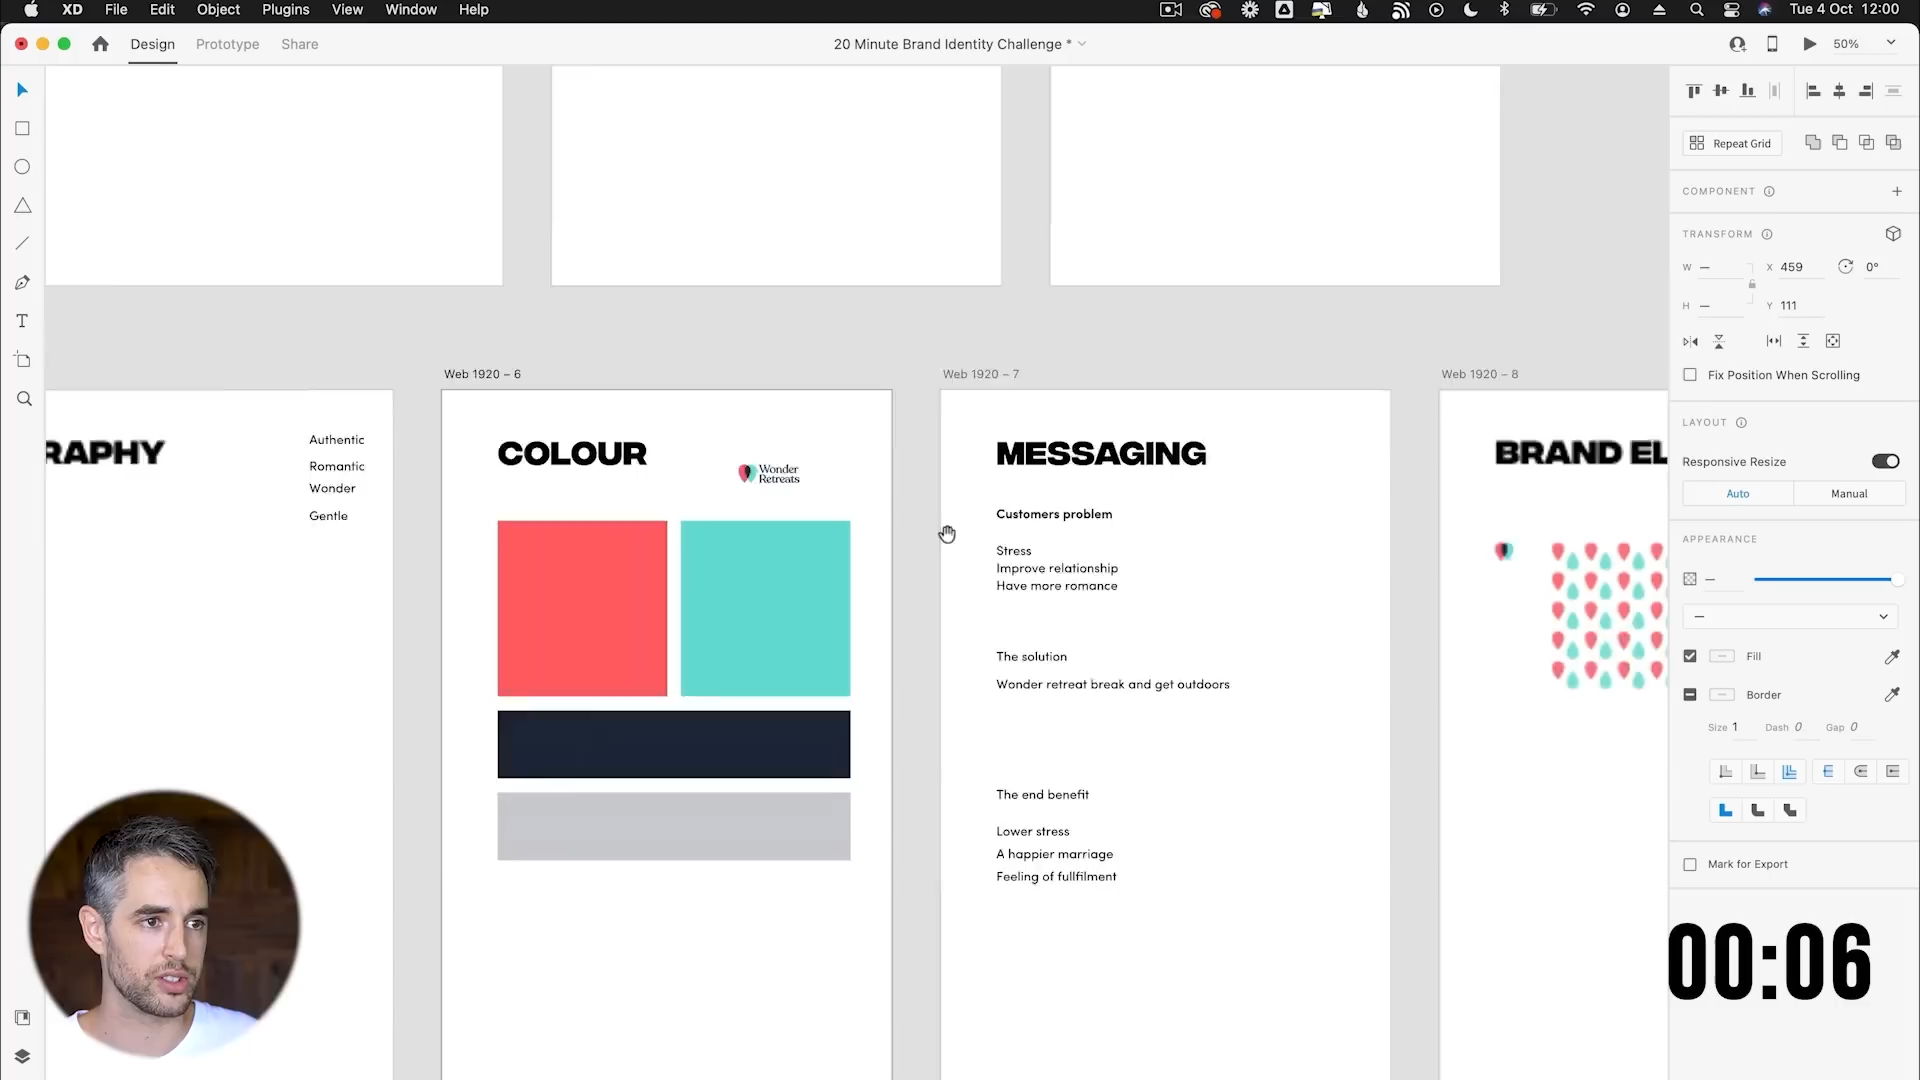 XD File Edit Object Plugins View Window Help
Tue 4 Oct 12:00
Design Prototype Share
20 Minute Brand Identity Challenge *
50%
Repeat Grid
COMPONENT
TRANSFORM
W — X 459 0°
H — Y 111
Fix Position When Scrolling
LAYOUT
Responsive Resize
Auto Manual
APPEARANCE
—
—
Fill
Border
Size 1 Dash 0 Gap 0
Mark for Export
00:06
RAPHY
Authentic
Romantic
Wonder
Gentle
Web 1920 – 6
COLOUR
Wonder
Retreats
Web 1920 – 7
MESSAGING
Customers problem
Stress
Improve relationship
Have more romance
The solution
Wonder retreat break and get outdoors
The end benefit
Lower stress
A happier marriage
Feeling of fullfilment
Web 1920 – 8
BRAND EL